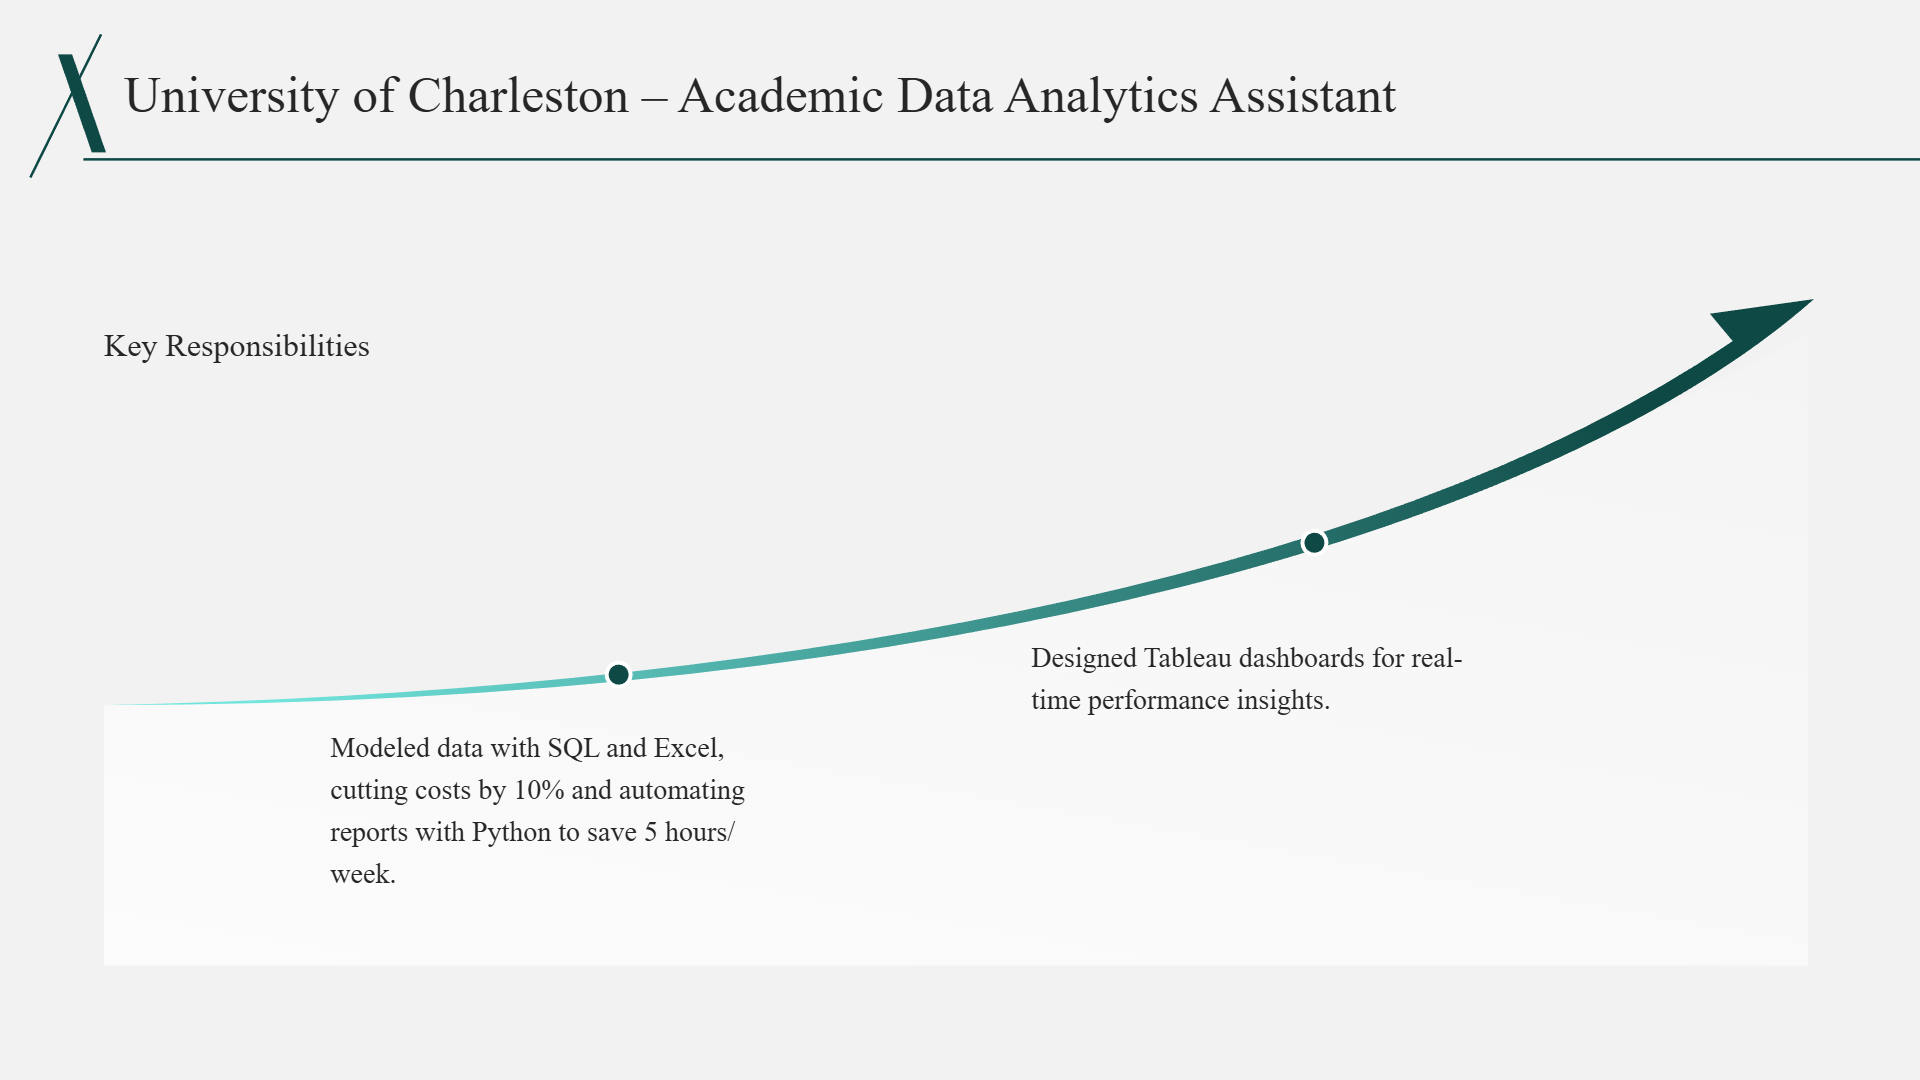 University of Charleston – Academic Data Analytics Assistant
Key Responsibilities
Modeled data with SQL and Excel,
cutting costs by 10% and automating
reports with Python to save 5 hours/
week.
Designed Tableau dashboards for real-
time performance insights.